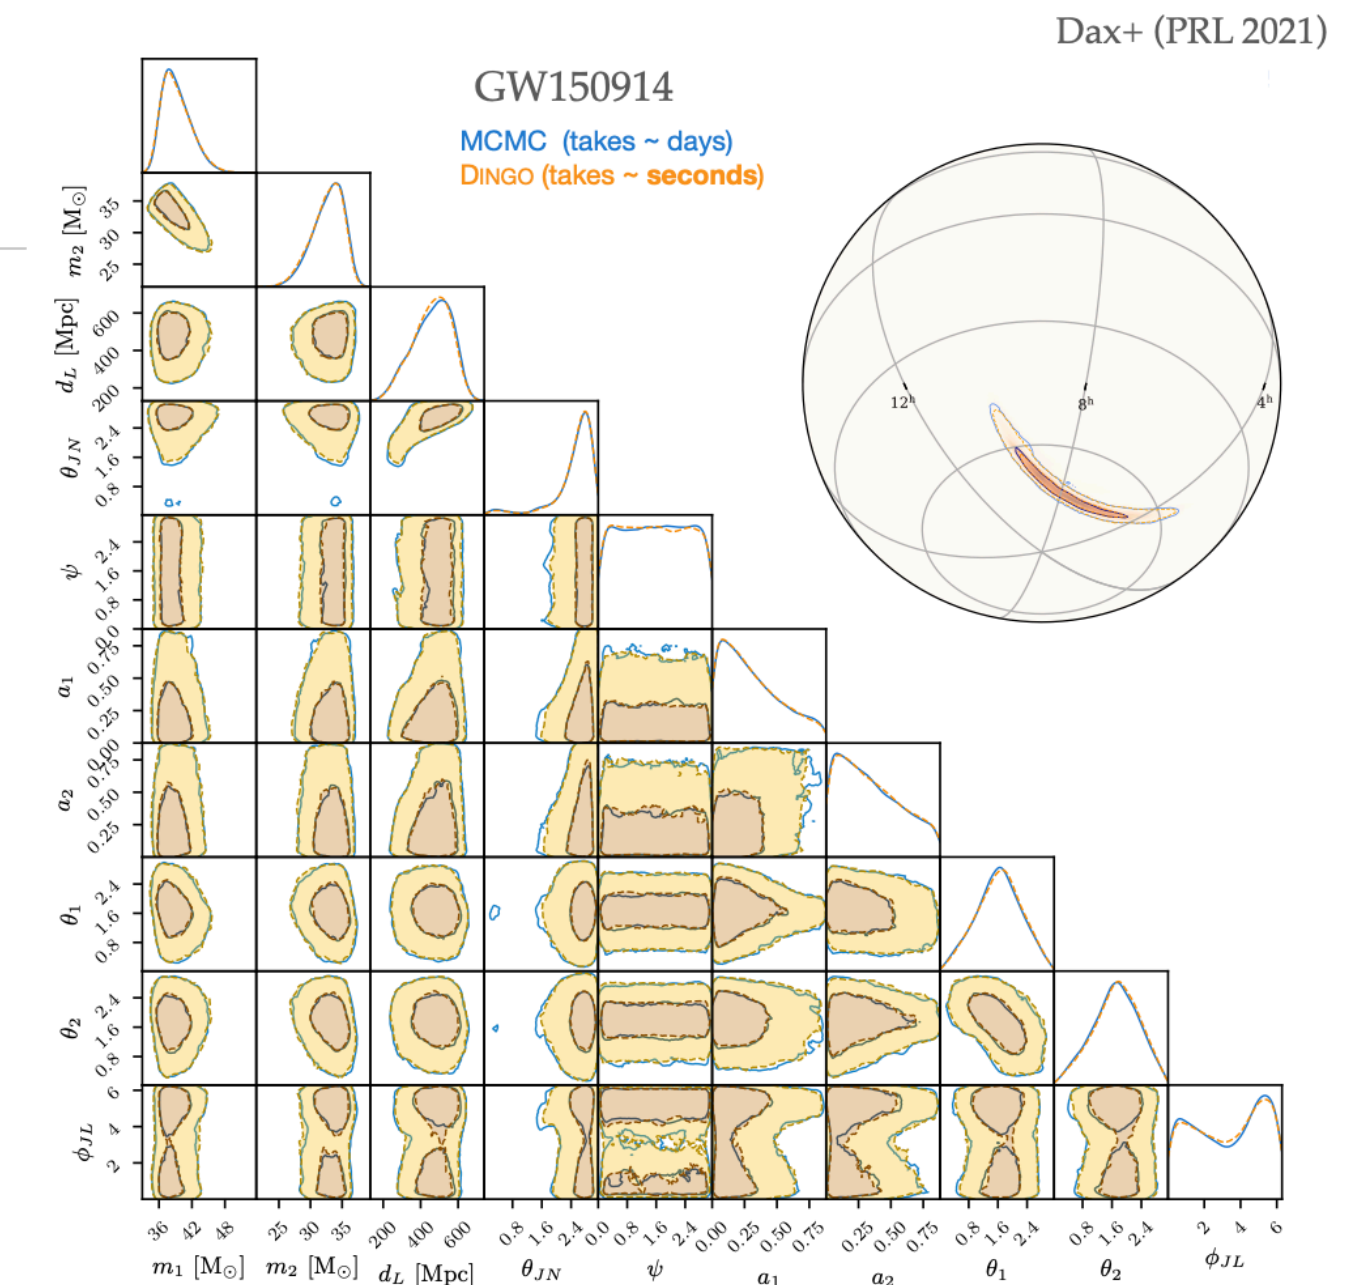 Dax+ (PRL 2021)
GW150914
MCMC (takes ~ days)
DINGO (takes ~ seconds)
12h 8h 4h
m2 [M⊙] 35 30 25
dL [Mpc] 600 400 200
θJN 2.4 1.6 0.8
ψ 2.4 1.6 0.8 0.0
a1 0.75 0.50 0.25 0.00
a2 0.75 0.50 0.25
θ1 2.4 1.6 0.8
θ2 2.4 1.6 0.8
ϕJL 6 4 2
36 42 48 25 30 35 200 400 600 0.8 1.6 2.4 0.0 0.8 1.6 2.4 0.00 0.25 0.50 0.75 0.25 0.50 0.75 0.8 1.6 2.4 0.8 1.6 2.4 2 4 6
m1 [M⊙] m2 [M⊙] dL [Mpc] θJN ψ a1 a2 θ1 θ2 ϕJL